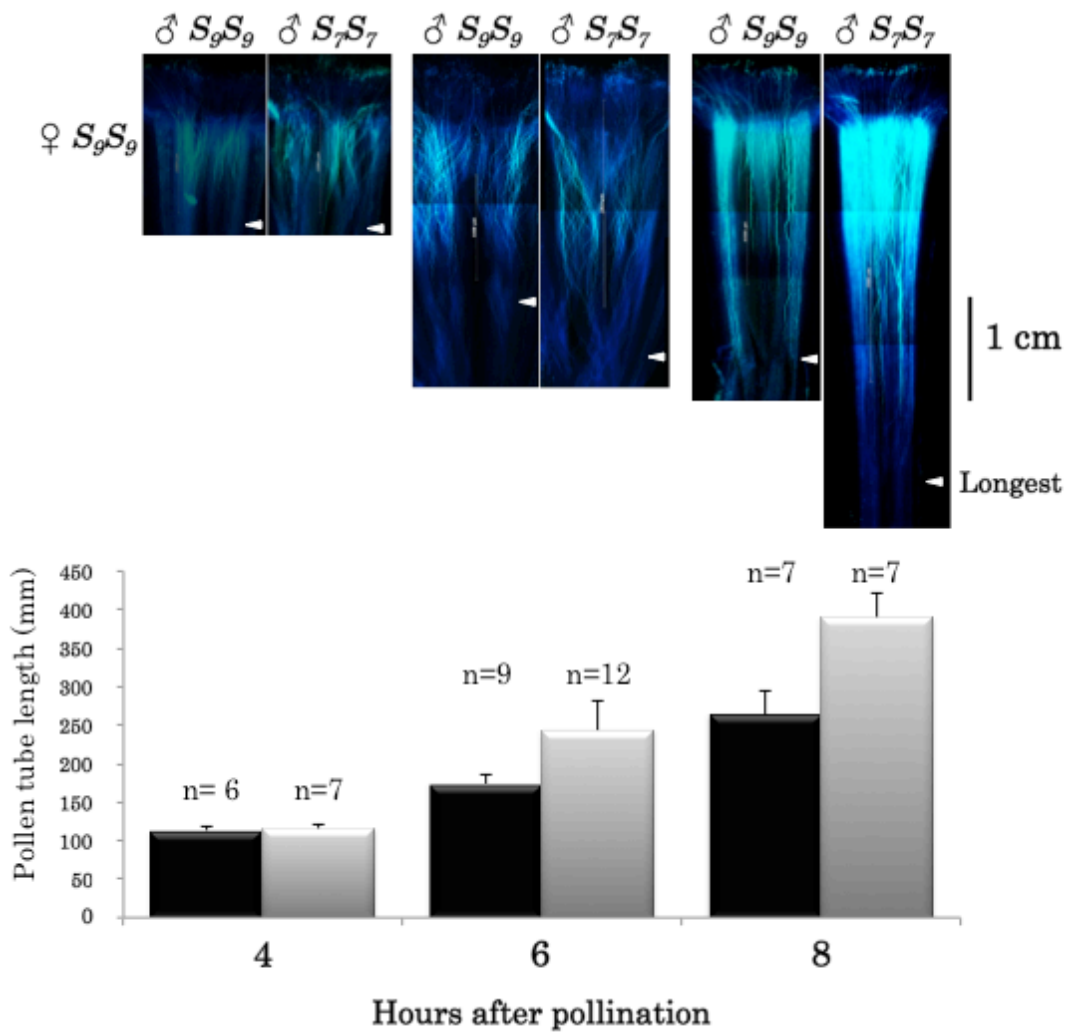 ♂ S₉S₉ ♂ S₇S₇ ♂ S₉S₉ ♂ S₇S₇ ♂ S₉S₉ ♂ S₇S₇
♀ S₉S₉
1 cm
Longest
Pollen tube length (mm)
450
400
350
300
250
200
150
100
50
0
n= 6
n=7
n=9
n=12
n=7
n=7
4 6 8
Hours after pollination